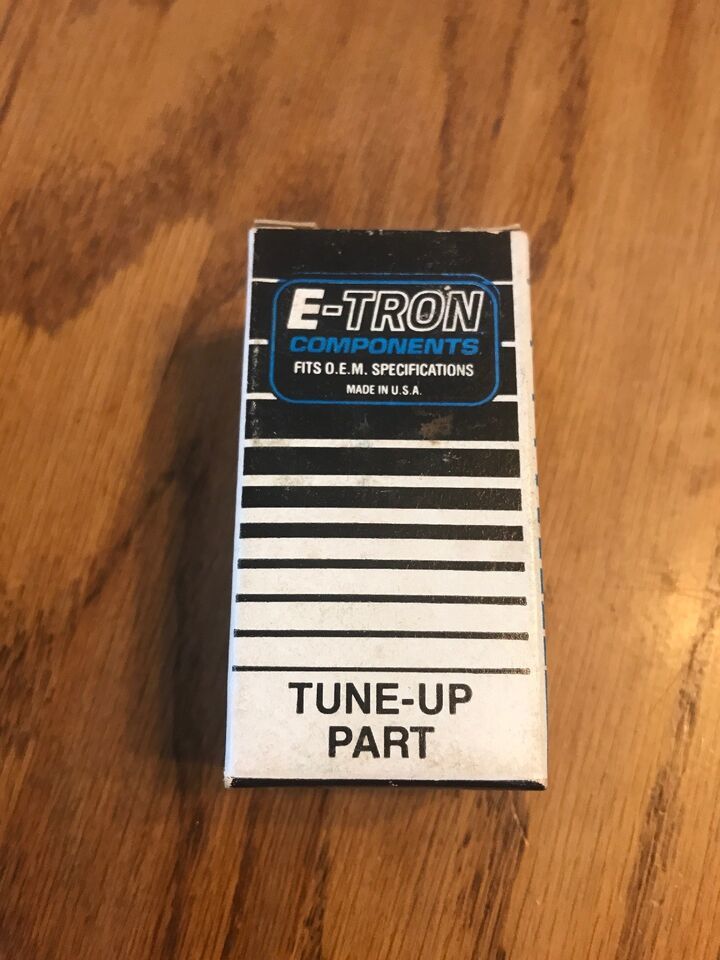 E-TRON
COMPONENTS
FITS O.E.M. SPECIFICATIONS
MADE IN U.S.A.
TUNE-UP
PART